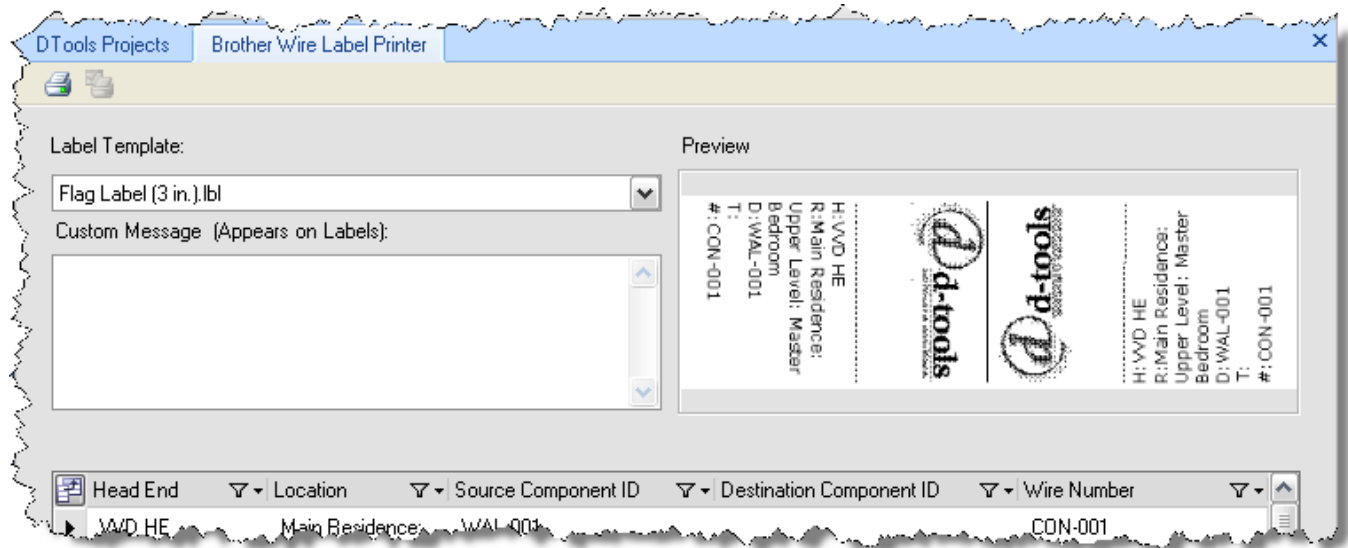 DTools Projects
Brother Wire Label Printer
Label Template:
Flag Label (3 in.).lbl
Custom Message (Appears on Labels):
Preview
H:VVD HE
R:Main Residence:
Upper Level: Master
Bedroom
D:WAL-001
T:
#:CON-001
d-tools
d-tools
H:VVD HE
R:Main Residence:
Upper Level: Master
Bedroom
D:WAL-001
T:
#:CON-001
Head End Location Source Component ID Destination Component ID Wire Number
VVD HE Main Residence: WAL-001 CON-001